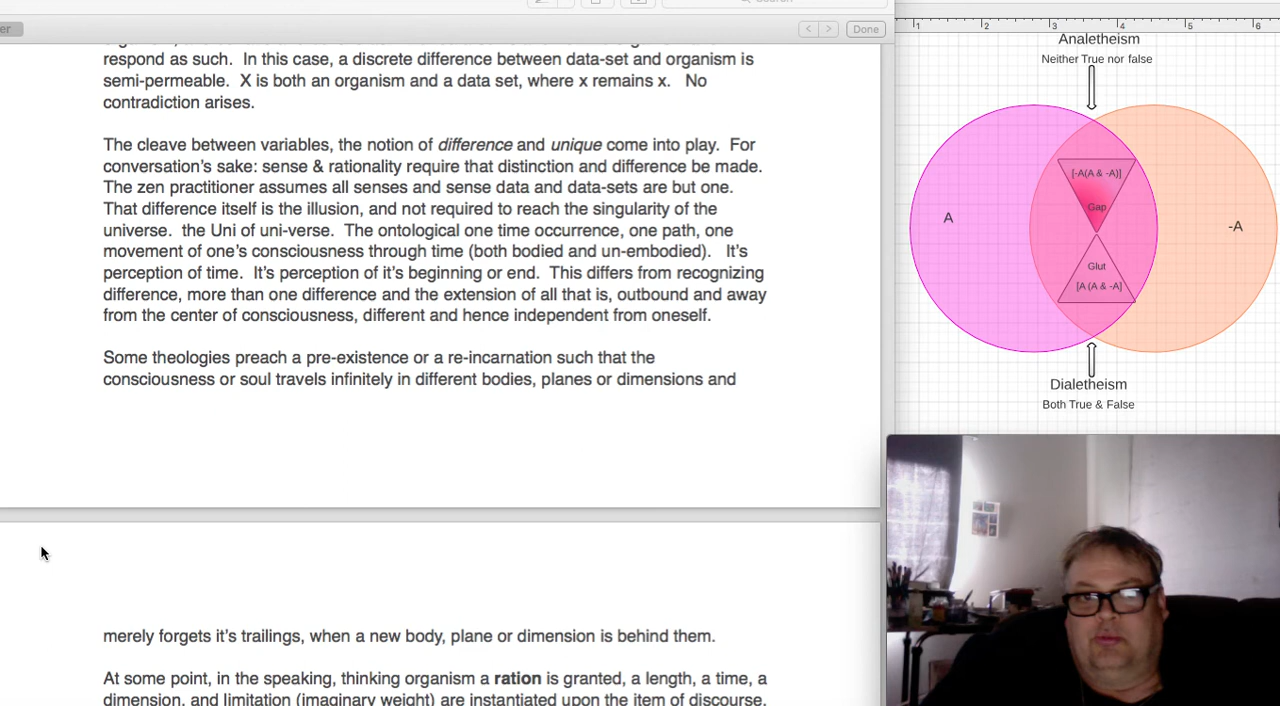 Done
respond as such. In this case, a discrete difference between data-set and organism is
semi-permeable. X is both an organism and a data set, where x remains x. No
contradiction arises.
The cleave between variables, the notion of difference and unique come into play. For
conversation's sake: sense & rationality require that distinction and difference be made.
The zen practitioner assumes all senses and sense data and data-sets are but one.
That difference itself is the illusion, and not required to reach the singularity of the
universe. the Uni of uni-verse. The ontological one time occurrence, one path, one
movement of one's consciousness through time (both bodied and un-embodied). It's
perception of time. It's perception of it's beginning or end. This differs from recognizing
difference, more than one difference and the extension of all that is, outbound and away
from the center of consciousness, different and hence independent from oneself.
Some theologies preach a pre-existence or a re-incarnation such that the
consciousness or soul travels infinitely in different bodies, planes or dimensions and
merely forgets it's trailings, when a new body, plane or dimension is behind them.
At some point, in the speaking, thinking organism a ration is granted, a length, a time, a
dimension, and limitation (imaginary weight) are instantiated upon the item of discourse.
1 2 3 4 5 6
Analetheism
Neither True nor false
[-A(A & -A)]
Gap
A
-A
Glut
[A (A & -A]
Dialetheism
Both True & False